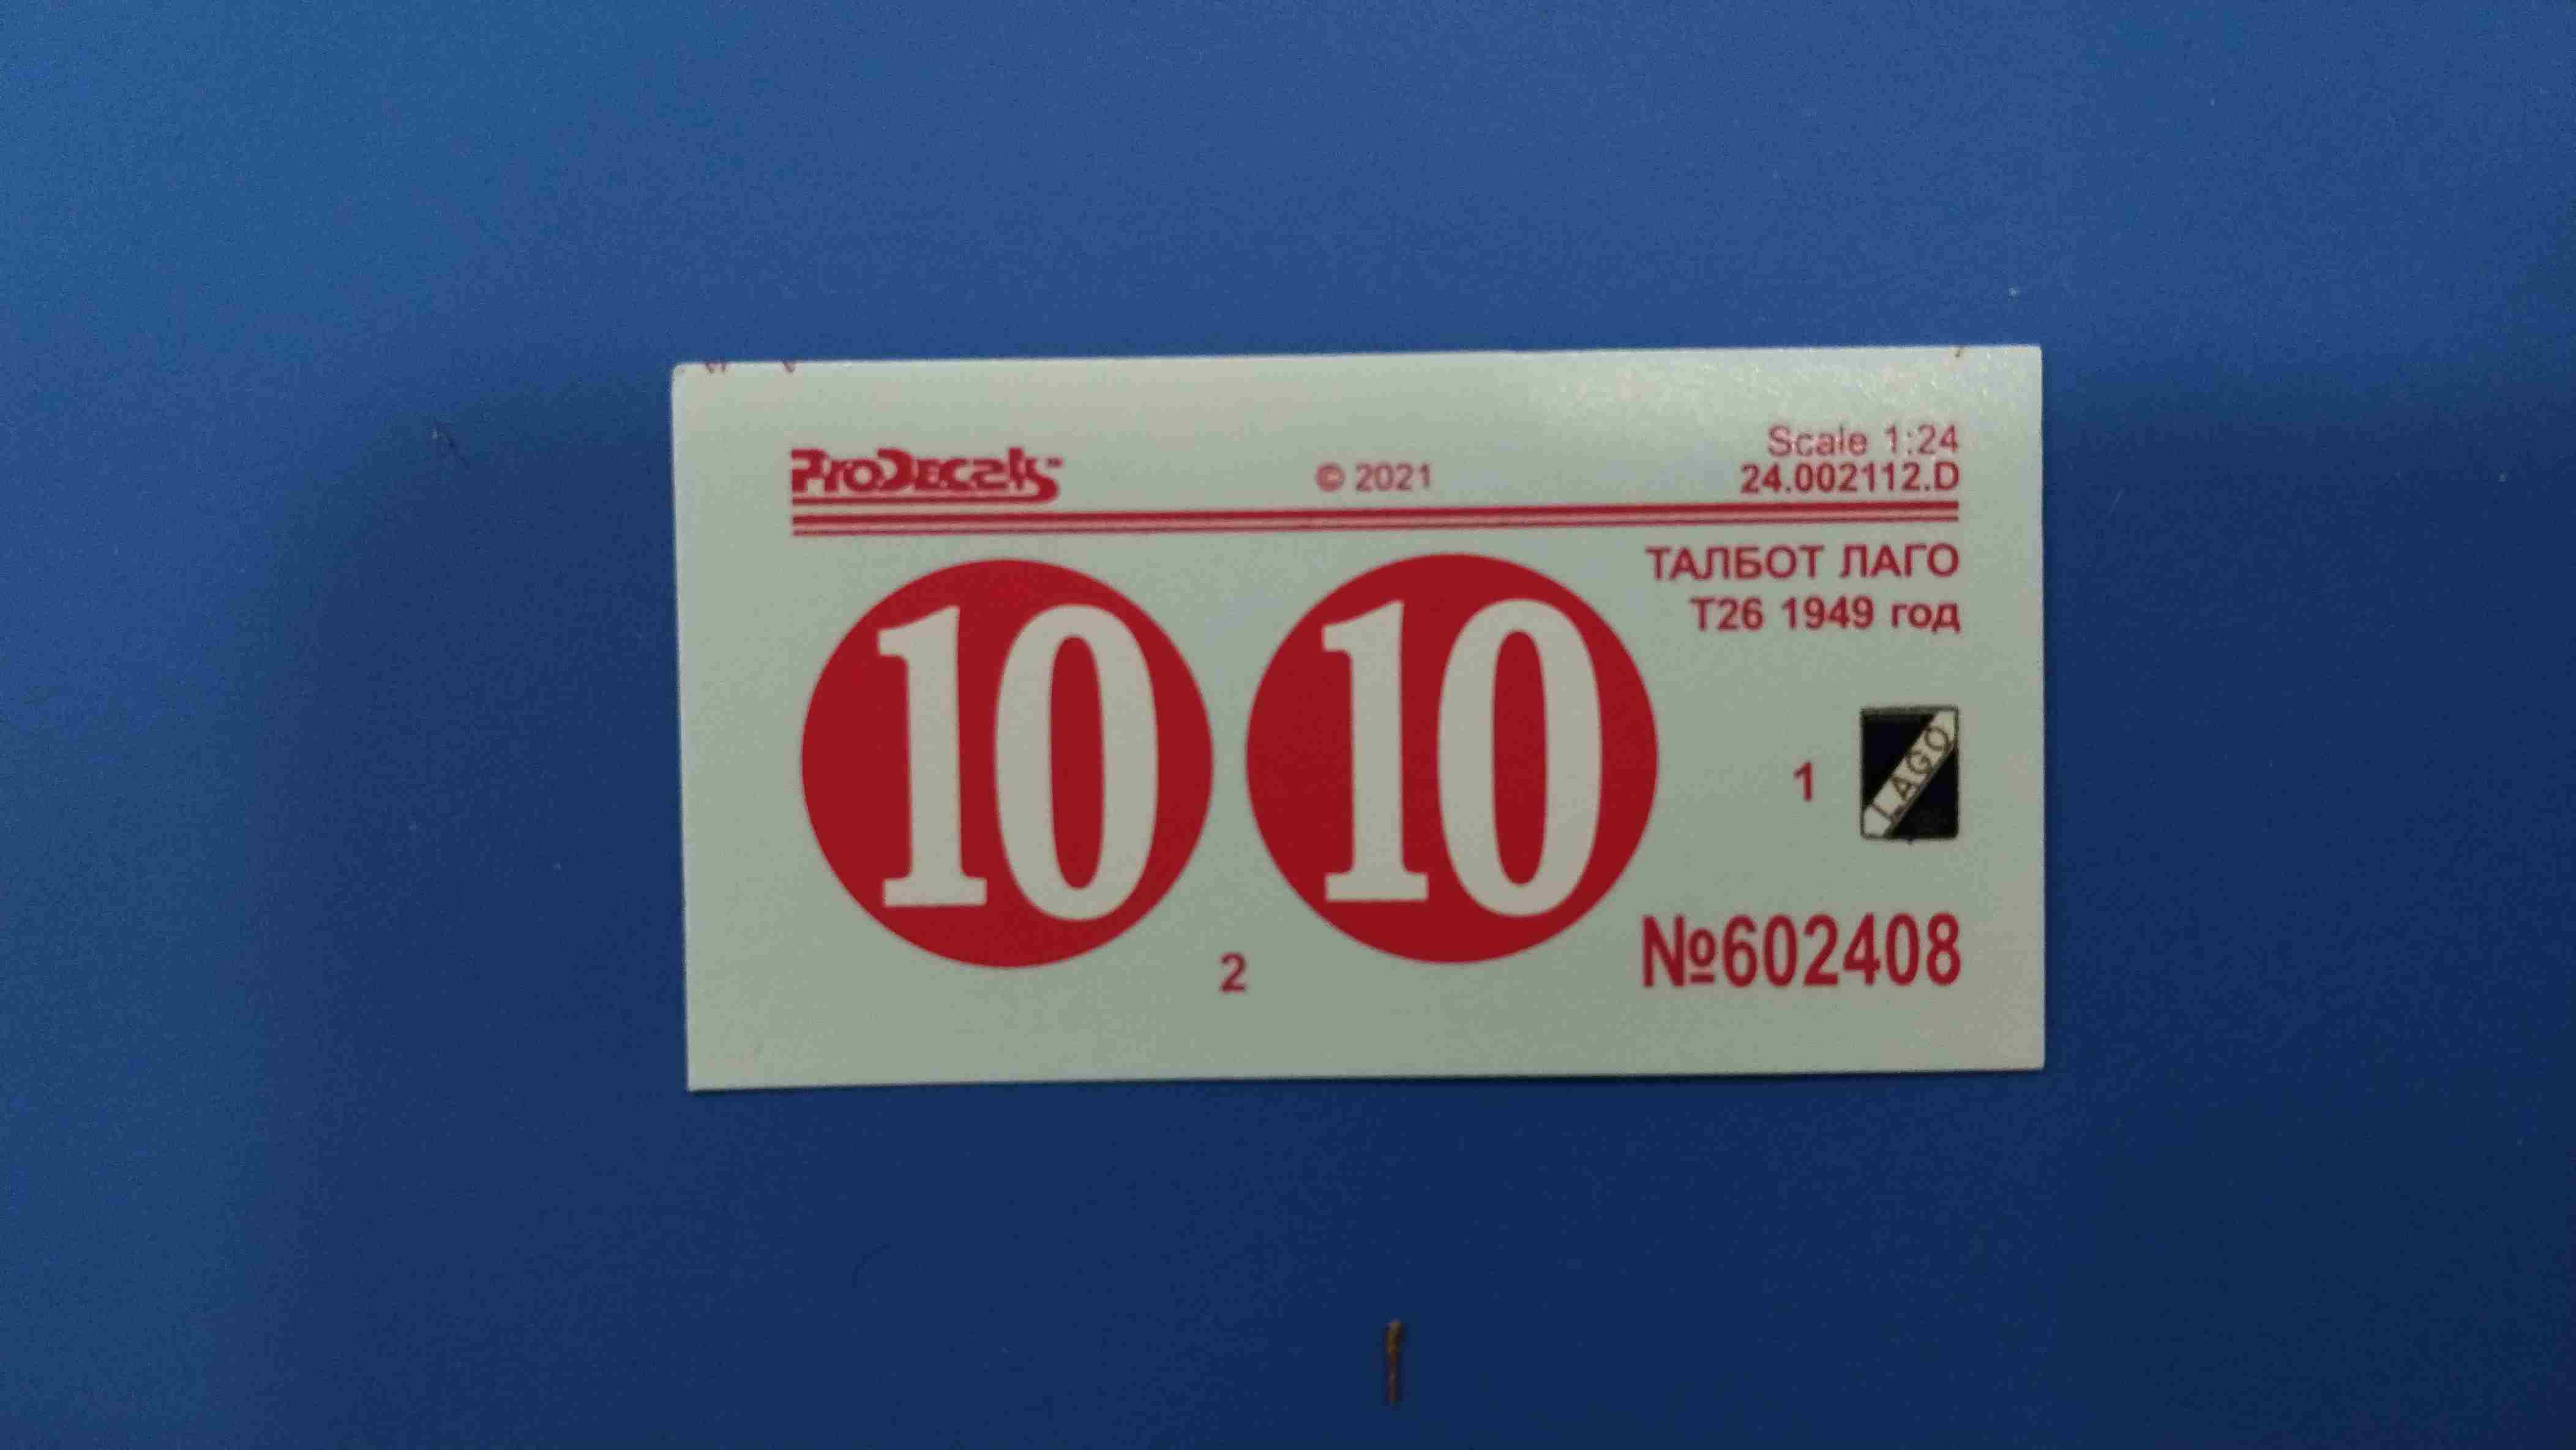 ProDecals
© 2021
Scale 1:24
24.002112.D
ТАЛБОТ ЛАГО
Т26 1949 год
10 10
1
LAGO
2
№602408